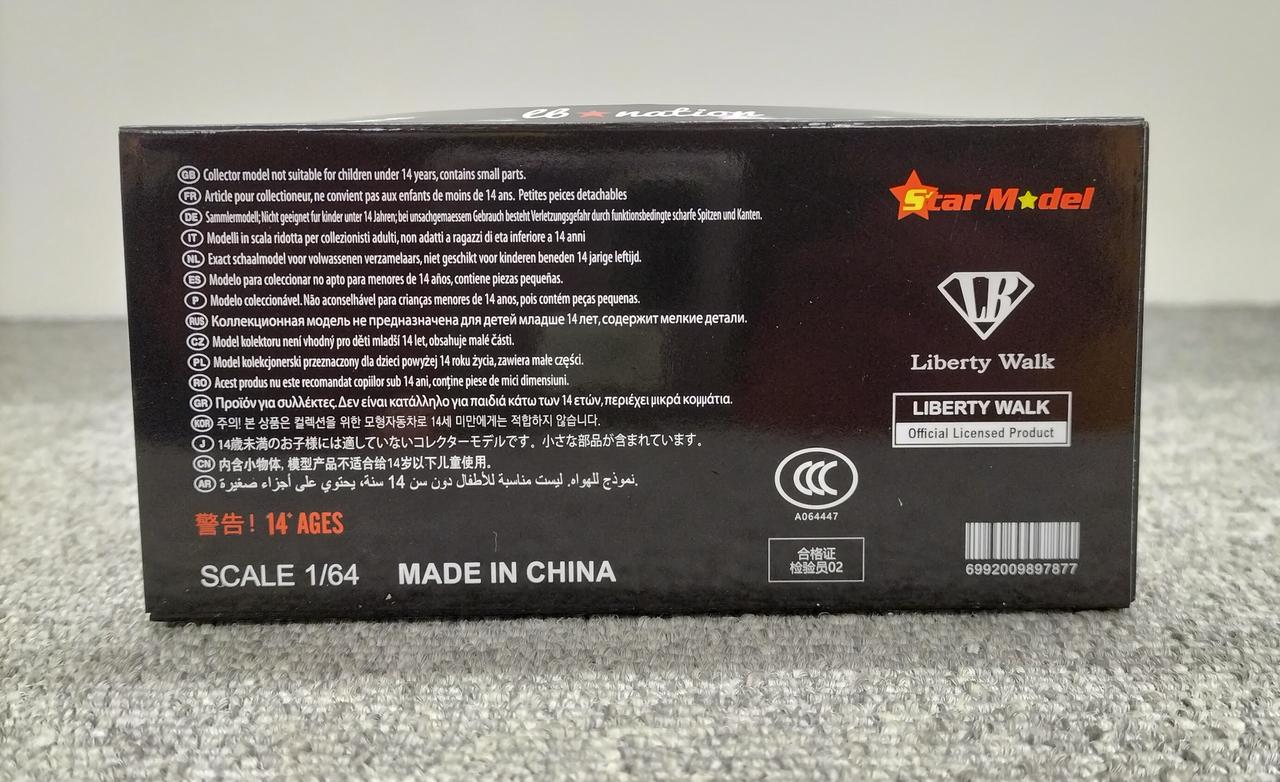 lb★nation
GB Collector model not suitable for children under 14 years, contains small parts.
FR Article pour collectioneur, ne convient pas aux enfants de moins de 14 ans. Petites peices detachables
DE Sammlermodell; Nicht geeignet fur kinder unter 14 Jahren; bei unsachgemaessem Gebrauch besteht Verletzungsgefahr durch funktionsbedingte scharfe Spitzen und Kanten.
IT Modelli in scala ridotta per collezionisti adulti, non adatti a ragazzi di eta inferiore a 14 anni
NL Exact schaalmodel voor volwassenen verzamelaars, niet geschikt voor kinderen beneden 14 jarige leftijd.
ES Modelo para coleccionar no apto para menores de 14 años, contiene piezas pequeñas.
P Modelo coleccionável. Não aconselhável para crianças menores de 14 anos, pois contém peças pequenas.
RUS Коллекционная модель не предназначена для детей младше 14 лет, содержит мелкие детали.
CZ Model kolektoru není vhodný pro děti mladší 14 let, obsahuje malé části.
PL Model kolekcjonerski przeznaczony dla dzieci powyżej 14 roku życia, zawiera małe części.
RO Acest produs nu este recomandat copiilor sub 14 ani, conține piese de mici dimensiuni.
GR Προϊόν για συλλέκτες, Δεν είναι κατάλληλο για παιδιά κάτω των 14 ετών, περιέχει μικρά κομμάτια.
KOR 주의! 본 상품은 컬렉션을 위한 모형자동차로 14세 미만에게는 적합하지 않습니다.
J 14歳未満のお子様には適していないコレクターモデルです。小さな部品が含まれています。
CN 内含小物体, 模型产品不适合给14岁以下儿童使用。
AR نموذج للهواه. ليست مناسبة للأطفال دون سن 14 سنة، يحتوي على أجزاء صغيرة.
警告! 14+ AGES
SCALE 1/64 MADE IN CHINA
Star Model
LB
Liberty Walk
LIBERTY WALK
Official Licensed Product
CCC
A064447
合格证
检验员02
6992009897877